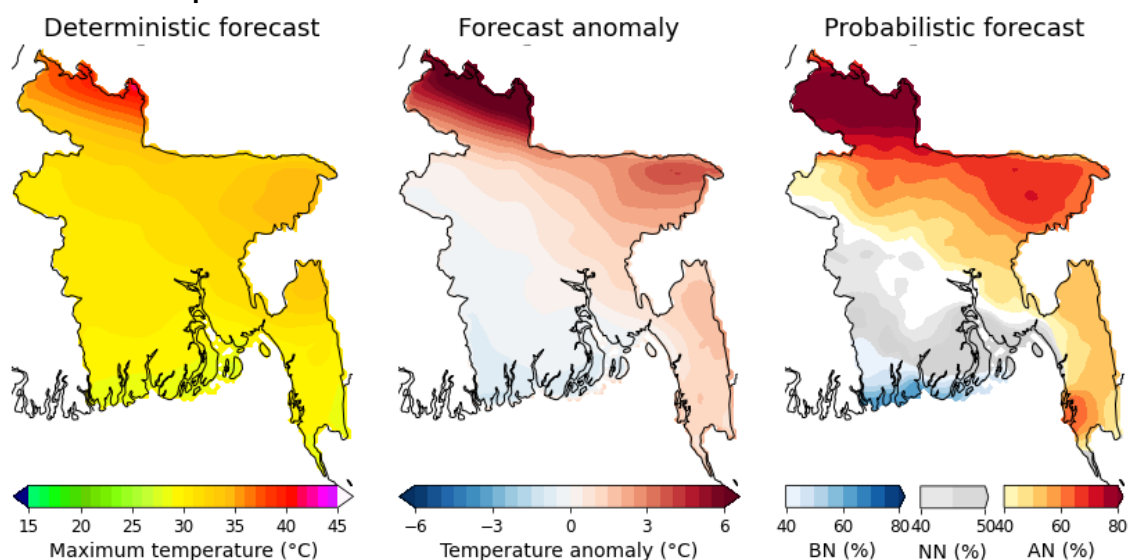 Deterministic forecast
Forecast anomaly
Probabilistic forecast
15 20 25 30 35 40 45
Maximum temperature (°C)
−6 −3 0 3 6
Temperature anomaly (°C)
40 60 80
BN (%)
40 50
NN (%)
40 60 80
AN (%)